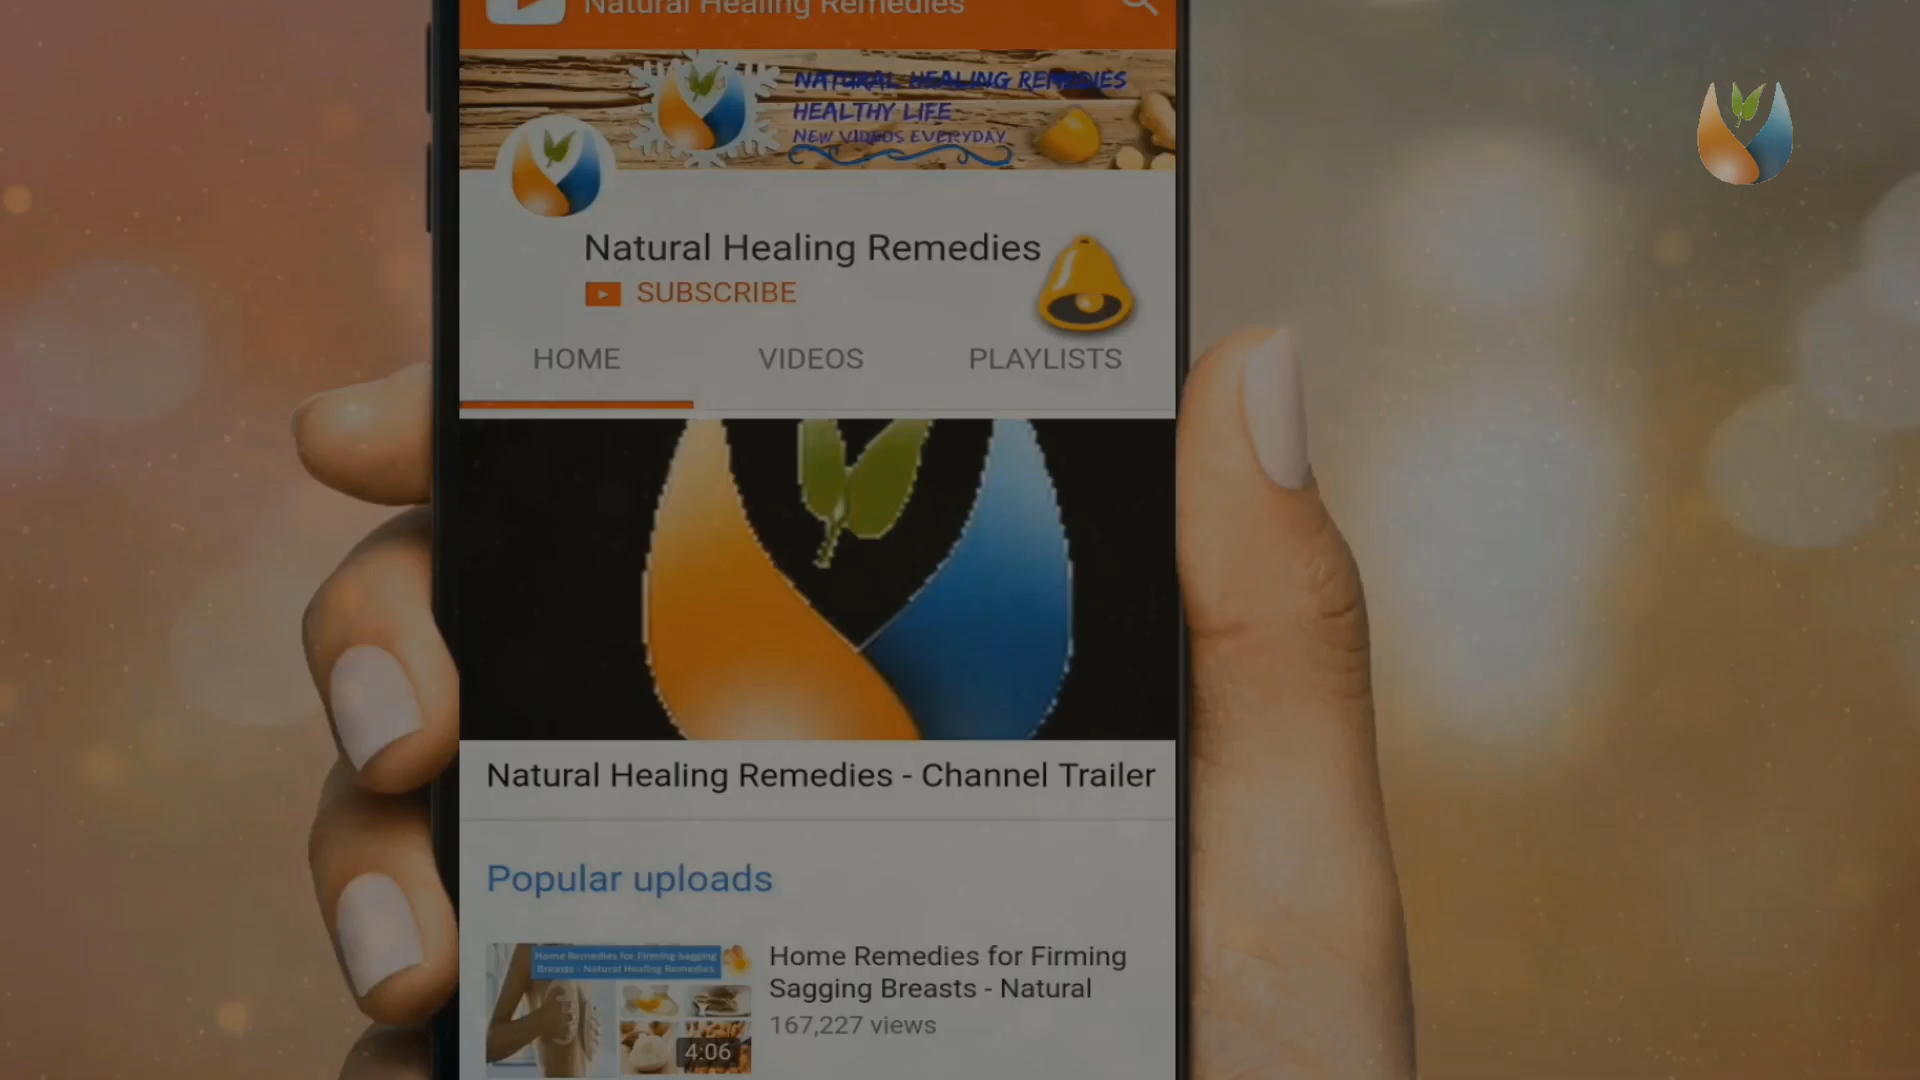 Natural Healing Remedies
NATURAL HEALING REMEDIES
HEALTHY LIFE
NEW VIDEOS EVERYDAY
Natural Healing Remedies
SUBSCRIBE
HOME VIDEOS PLAYLISTS
Natural Healing Remedies - Channel Trailer
Popular uploads
Home Remedies for Firming Sagging
Breasts - Natural Healing Remedies
4:06
Home Remedies for Firming
Sagging Breasts - Natural
167,227 views